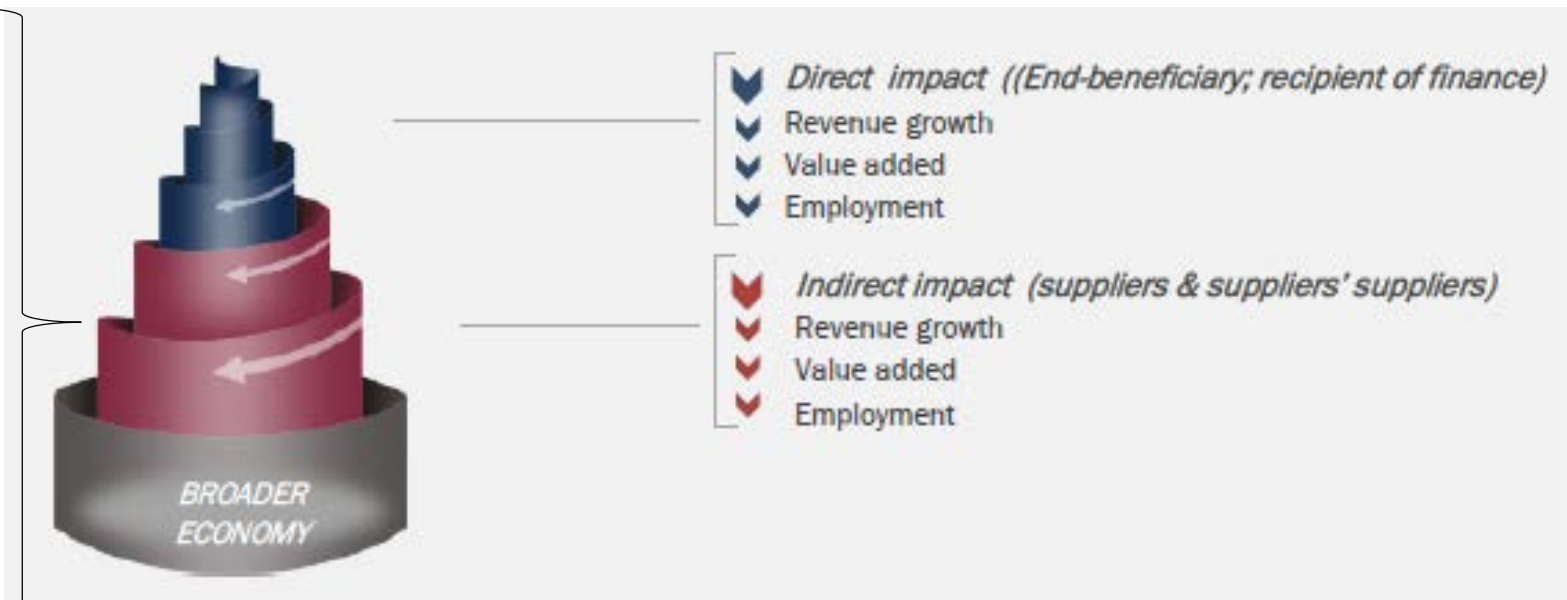 Direct impact ((End-beneficiary; recipient of finance)
Revenue growth
Value added
Employment
Indirect impact (suppliers & suppliers' suppliers)
Revenue growth
Value added
Employment
BROADER
ECONOMY